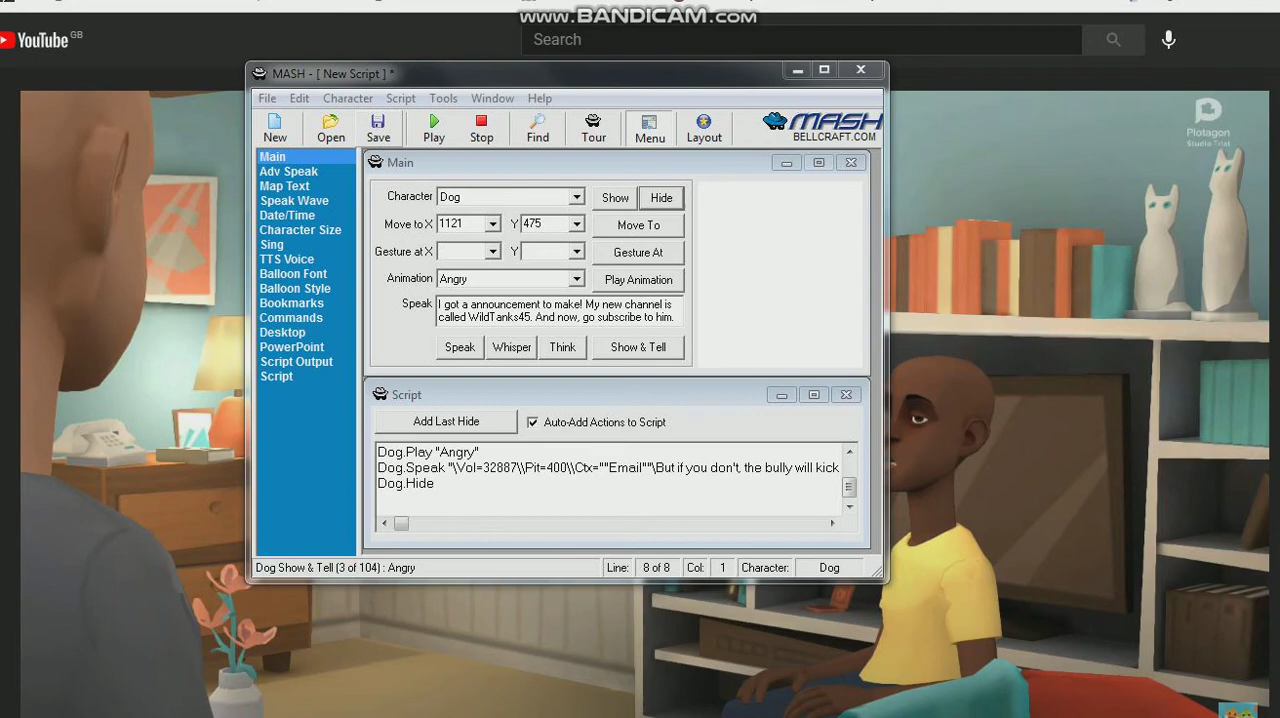 www.BANDICAM.com
YouTube GB
Search
Plotagon
Studio Trial
MASH - [ New Script ] *
File Edit Character Script Tools Window Help
New Open Save Play Stop Find Tour Menu Layout
MASH
BELLCRAFT.COM
Main
Adv Speak
Map Text
Speak Wave
Date/Time
Character Size
Sing
TTS Voice
Balloon Font
Balloon Style
Bookmarks
Commands
Desktop
PowerPoint
Script Output
Script
Main
Character Dog Show Hide
Move to X 1121 Y 475 Move To
Gesture at X Y Gesture At
Animation Angry Play Animation
Speak I got a announcement to make! My new channel is
called WildTanks45. And now, go subscribe to him.
Speak Whisper Think Show & Tell
Script
Add Last Hide Auto-Add Actions to Script
Dog.Play "Angry"
Dog.Speak "\Vol=32887\\Pit=400\\Ctx=""Email""\But if you don't, the bully will kick
Dog.Hide
Dog Show & Tell (3 of 104) : Angry Line: 8 of 8 Col: 1 Character: Dog